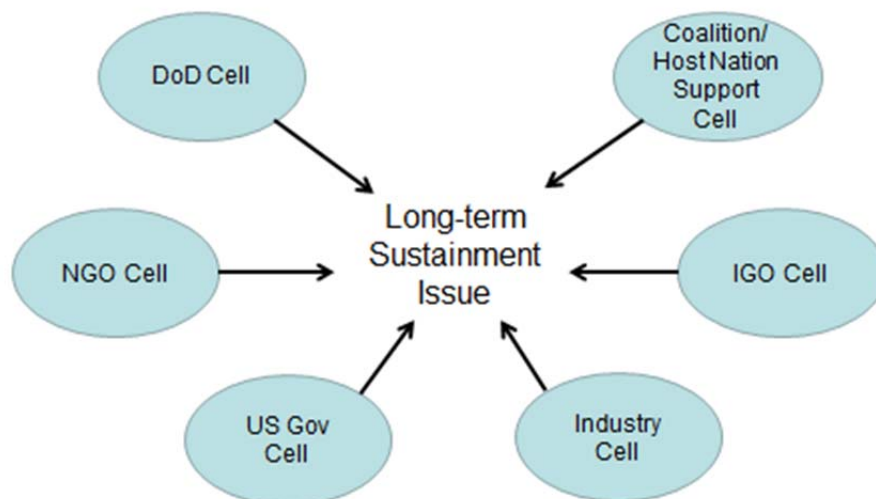 DoD Cell
Coalition/
Host Nation
Support
Cell
Long-term
Sustainment
Issue
NGO Cell
IGO Cell
US Gov
Cell
Industry
Cell